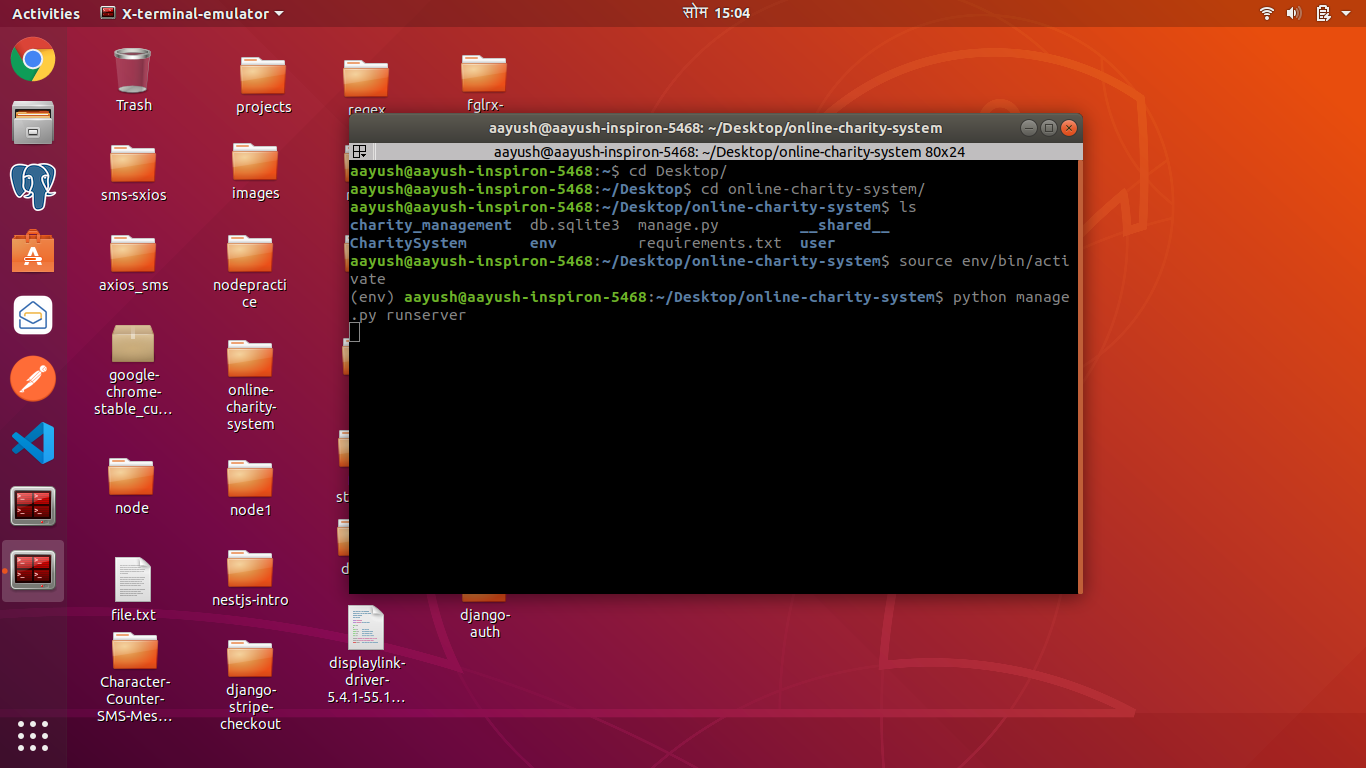 Activities
X-terminal-emulator
सोम 15:04
Trash
projects
regex
fglrx-
sms-sxios
images
axios_sms
nodepracti
ce
google-
chrome-
stable_cu...
online-
charity-
system
node
node1
file.txt
nestjs-intro
Character-
Counter-
SMS-Mes...
django-
stripe-
checkout
displaylink-
driver-
5.4.1-55.1...
django-
auth
aayush@aayush-inspiron-5468: ~/Desktop/online-charity-system
aayush@aayush-inspiron-5468: ~/Desktop/online-charity-system 80x24
aayush@aayush-inspiron-5468:~$ cd Desktop/
aayush@aayush-inspiron-5468:~/Desktop$ cd online-charity-system/
aayush@aayush-inspiron-5468:~/Desktop/online-charity-system$ ls
charity_management db.sqlite3 manage.py __shared__
CharitySystem env requirements.txt user
aayush@aayush-inspiron-5468:~/Desktop/online-charity-system$ source env/bin/acti
vate
(env) aayush@aayush-inspiron-5468:~/Desktop/online-charity-system$ python manage
.py runserver